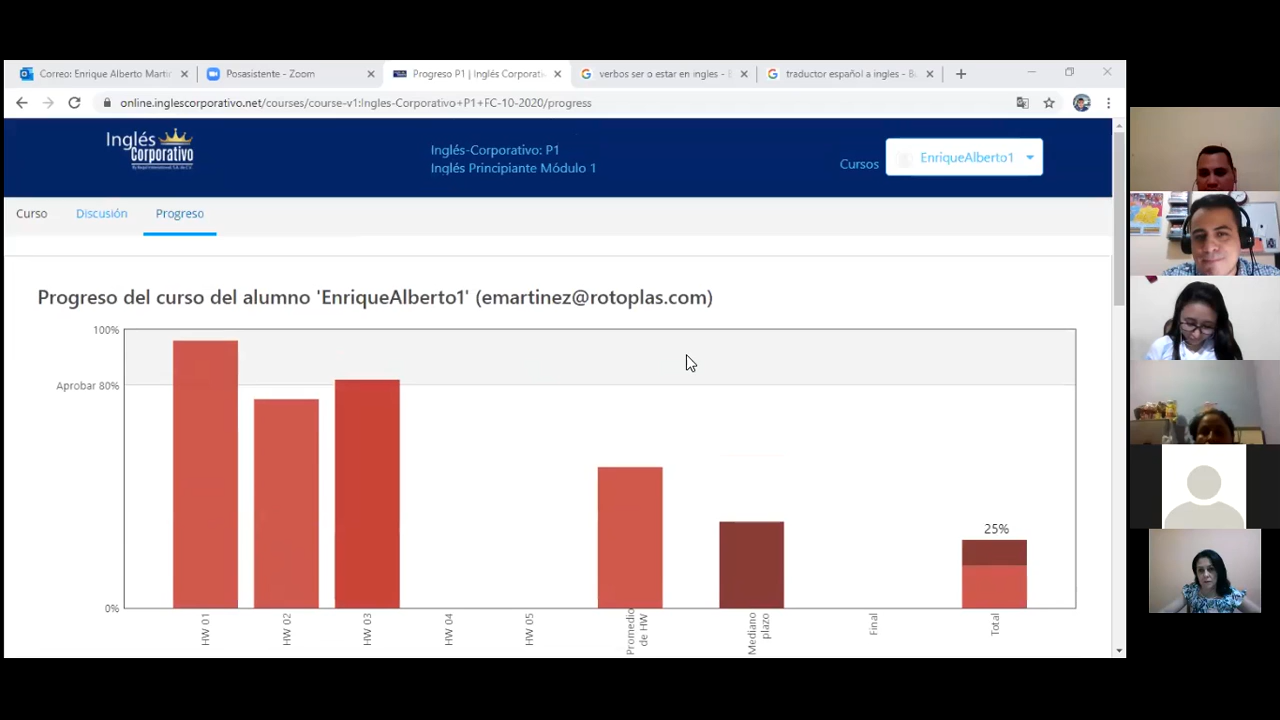 Correo: Enrique Alberto Marti
Posasistente - Zoom
Progreso P1 | Inglés Corporati
verbos ser o estar en ingles - B
traductor español a ingles - Bu
online.inglescorporativo.net/courses/course-v1:Ingles-Corporativo+P1+FC-10-2020/progress
Inglés
Corporativo
Inglés-Corporativo: P1
Inglés Principiante Módulo 1
Cursos
EnriqueAlberto1
Curso
Discusión
Progreso
Progreso del curso del alumno 'EnriqueAlberto1' (emartinez@rotoplas.com)
100%
Aprobar 80%
25%
0%
HW 01
HW 02
HW 03
HW 04
HW 05
Promedio
de HW
Mediano
plazo
Final
Total